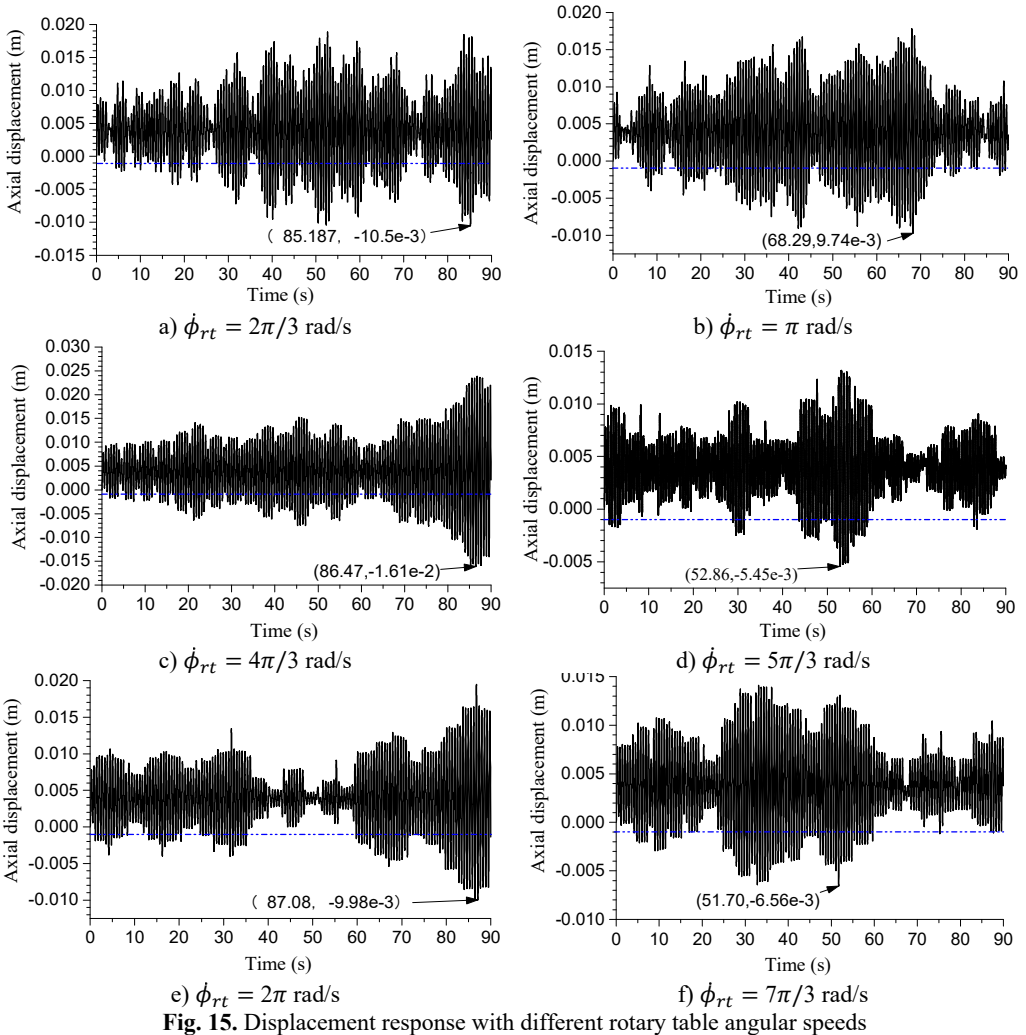 0.020
0.015
0.010
0.005
0.000
-0.005
-0.010
-0.015
Axial displacement (m)
( 85.187, -10.5e-3)
0 10 20 30 40 50 60 70 80 90
Time (s)
a) ϕ̇rt = 2π/3 rad/s
0.020
0.015
0.010
0.005
0.000
-0.005
-0.010
Axial displacement (m)
(68.29,9.74e-3)
0 10 20 30 40 50 60 70 80 90
Time (s)
b) ϕ̇rt = π rad/s
0.030
0.025
0.020
0.015
0.010
0.005
0.000
-0.005
-0.010
-0.015
-0.020
Axial displacement (m)
(86.47,-1.61e-2)
0 10 20 30 40 50 60 70 80 90
Time (s)
c) ϕ̇rt = 4π/3 rad/s
0.015
0.010
0.005
0.000
-0.005
Axial displacement (m)
(52.86,-5.45e-3)
0 10 20 30 40 50 60 70 80 90
Time (s)
d) ϕ̇rt = 5π/3 rad/s
0.020
0.015
0.010
0.005
0.000
-0.005
-0.010
Axial displacement (m)
( 87.08, -9.98e-3)
0 10 20 30 40 50 60 70 80 90
Time (s)
e) ϕ̇rt = 2π rad/s
0.015
0.010
0.005
0.000
-0.005
-0.010
Axial displacement (m)
(51.70,-6.56e-3)
0 10 20 30 40 50 60 70 80 90
Time (s)
f) ϕ̇rt = 7π/3 rad/s
Fig. 15. Displacement response with different rotary table angular speeds